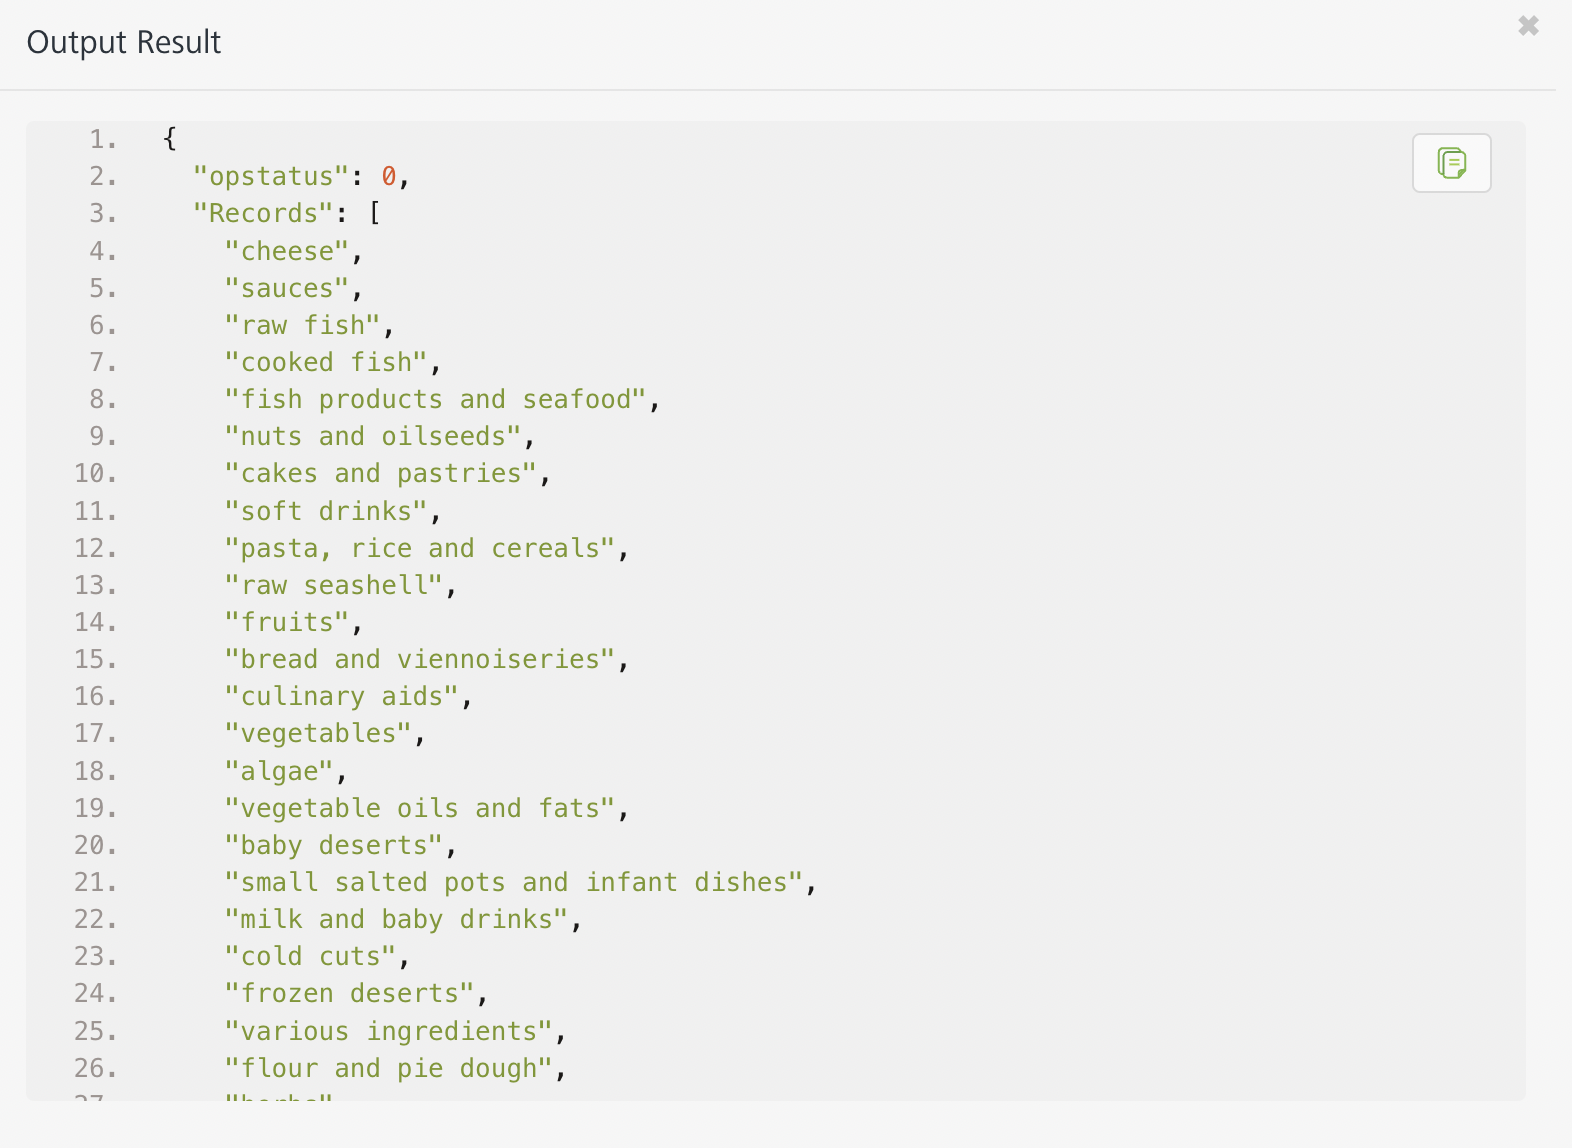 Output Result
1. {
2. "opstatus": 0,
3. "Records": [
4. "cheese",
5. "sauces",
6. "raw fish",
7. "cooked fish",
8. "fish products and seafood",
9. "nuts and oilseeds",
10. "cakes and pastries",
11. "soft drinks",
12. "pasta, rice and cereals",
13. "raw seashell",
14. "fruits",
15. "bread and viennoiseries",
16. "culinary aids",
17. "vegetables",
18. "algae",
19. "vegetable oils and fats",
20. "baby deserts",
21. "small salted pots and infant dishes",
22. "milk and baby drinks",
23. "cold cuts",
24. "frozen deserts",
25. "various ingredients",
26. "flour and pie dough",